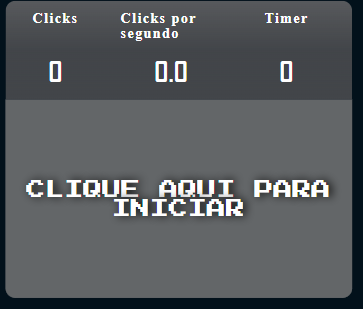 Clicks
Clicks por
segundo
Timer
0
0.0
0
CLIQUE AQUI PARA
INICIAR